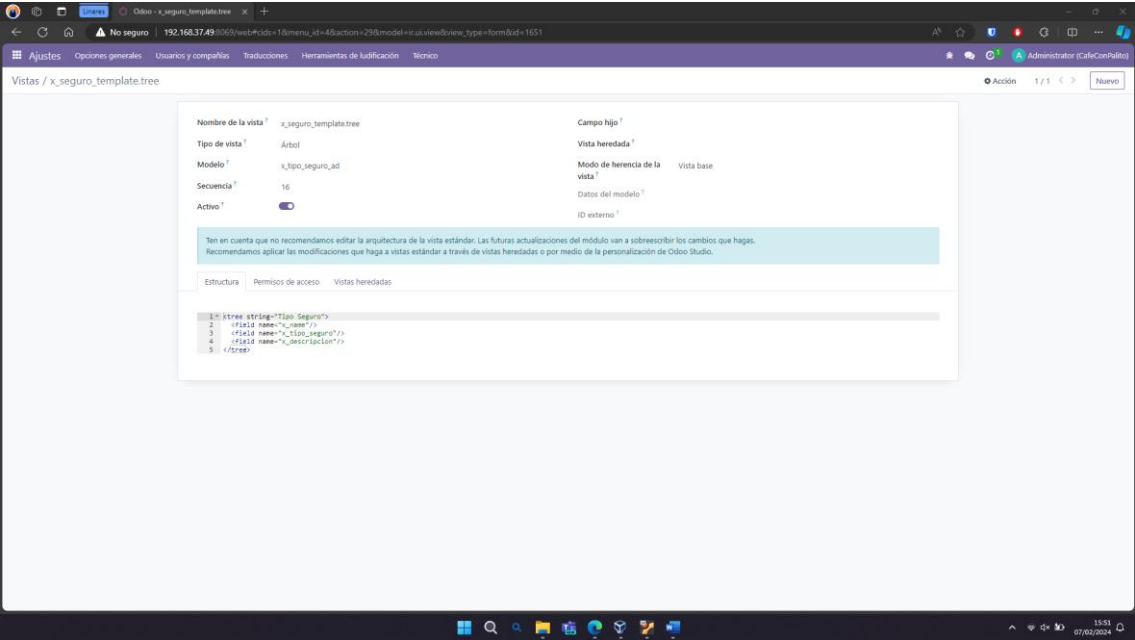 Linares
Odoo - x_seguro_template.tree
No seguro
192.168.37.49:8069/web#cids=1&menu_id=4&action=29&model=ir.ui.view&view_type=form&id=1651
Ajustes Opciones generales Usuarios y compañías Traducciones Herramientas de ludificación Técnico
1
A Administrator (CafeConPalito)
Vistas / x_seguro_template.tree
Acción
1 / 1
Nuevo
Nombre de la vista ? x_seguro_template.tree
Campo hijo ?
Tipo de vista ? Árbol
Vista heredada ?
Modelo ? x_tipo_seguro_ad
Modo de herencia de la vista ? Vista base
Secuencia ? 16
Datos del modelo ?
Activo ?
ID externo ?
Ten en cuenta que no recomendamos editar la arquitectura de la vista estándar. Las futuras actualizaciones del módulo van a sobreescribir los cambios que hagas.
Recomendamos aplicar las modificaciones que haga a vistas estándar a través de vistas heredadas o por medio de la personalización de Odoo Studio.
Estructura Permisos de acceso Vistas heredadas
1 <tree string="Tipo Seguro">
2 <field name="x_name"/>
3 <field name="x_tipo_seguro"/>
4 <field name="x_descripcion"/>
5 </tree>
15:51
07/02/2024